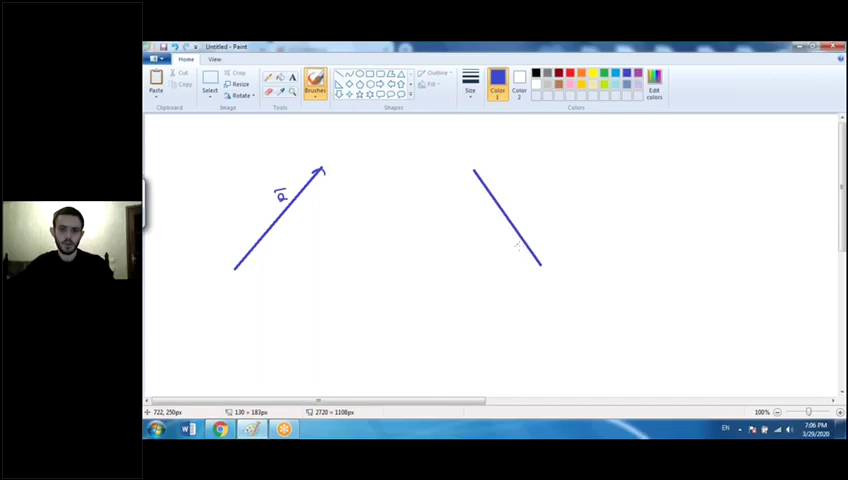 Untitled - Paint
Home View
Paste
Cut
Copy
Clipboard
Select
Crop
Resize
Rotate
Image
A
Tools
Brushes
Shapes
Outline
Fill
Size
Color 1
Color 2
Edit colors
Colors
a
722, 250px
130 × 183px
2720 × 1108px
100%
W
EN
7:06 PM
3/29/2020